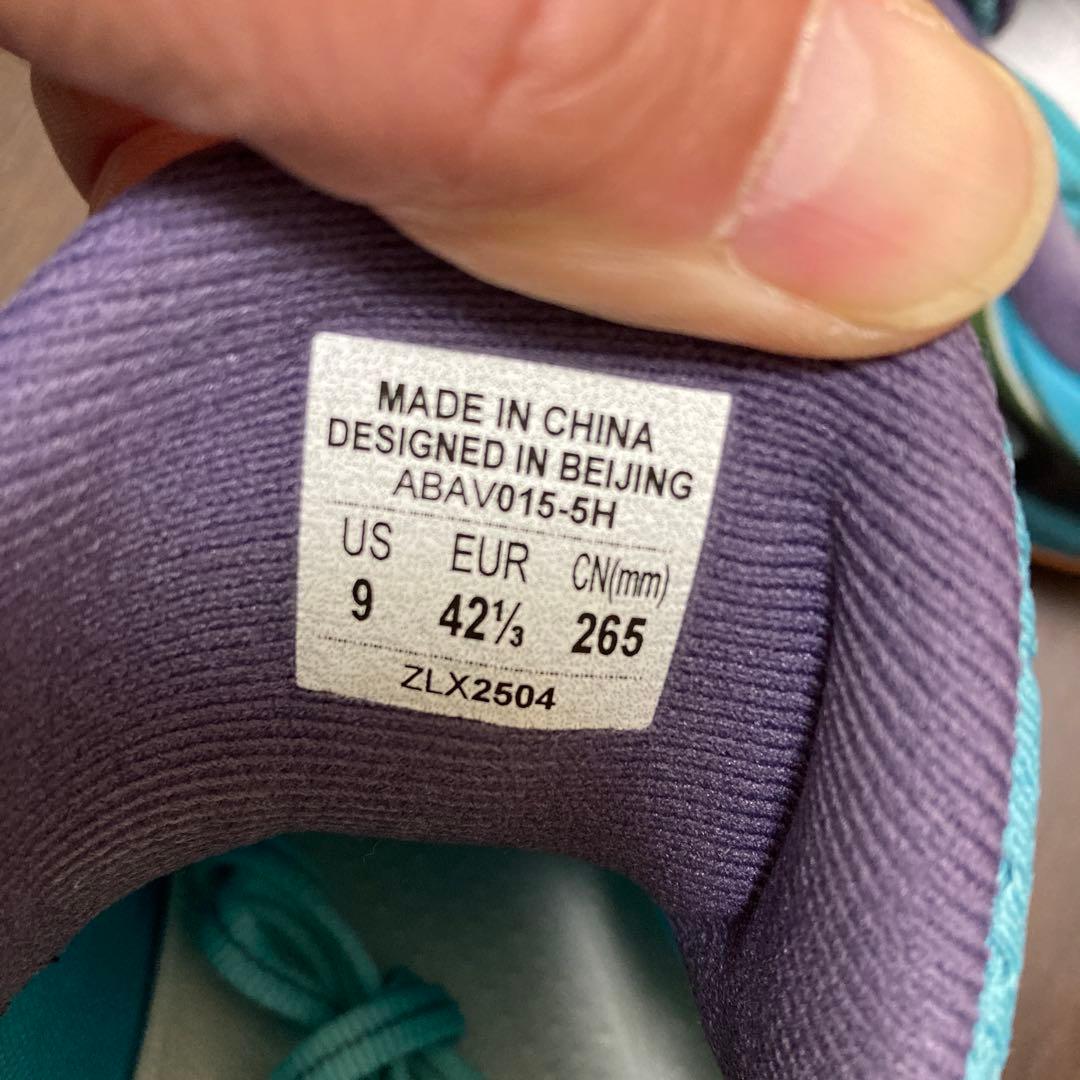 MADE IN CHINA
DESIGNED IN BEIJING
ABAV015-5H
US EUR CN(mm)
9 42⅓ 265
ZLX2504